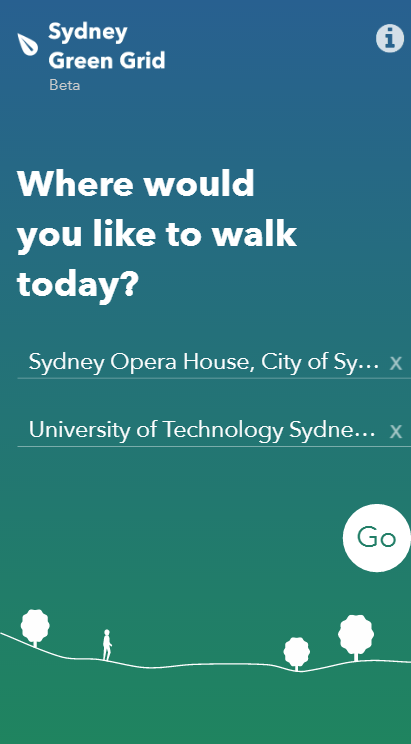 Sydney
Green Grid
Beta
Where would
you like to walk
today?
Sydney Opera House, City of Sy...
x
University of Technology Sydne...
x
Go